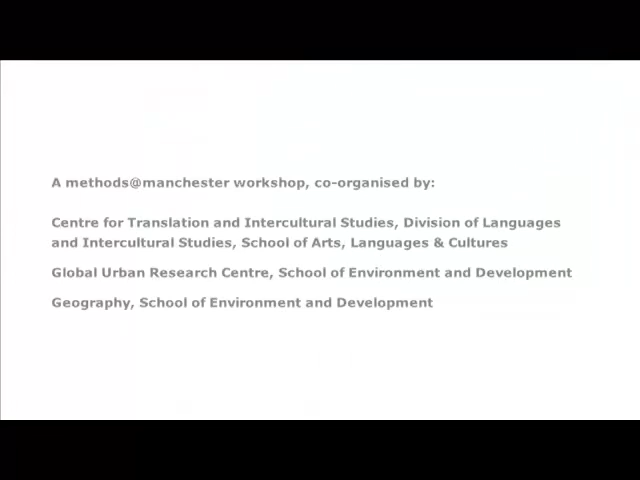 A methods@manchester workshop, co-organised by:
Centre for Translation and Intercultural Studies, Division of Languages
and Intercultural Studies, School of Arts, Languages & Cultures
Global Urban Research Centre, School of Environment and Development
Geography, School of Environment and Development